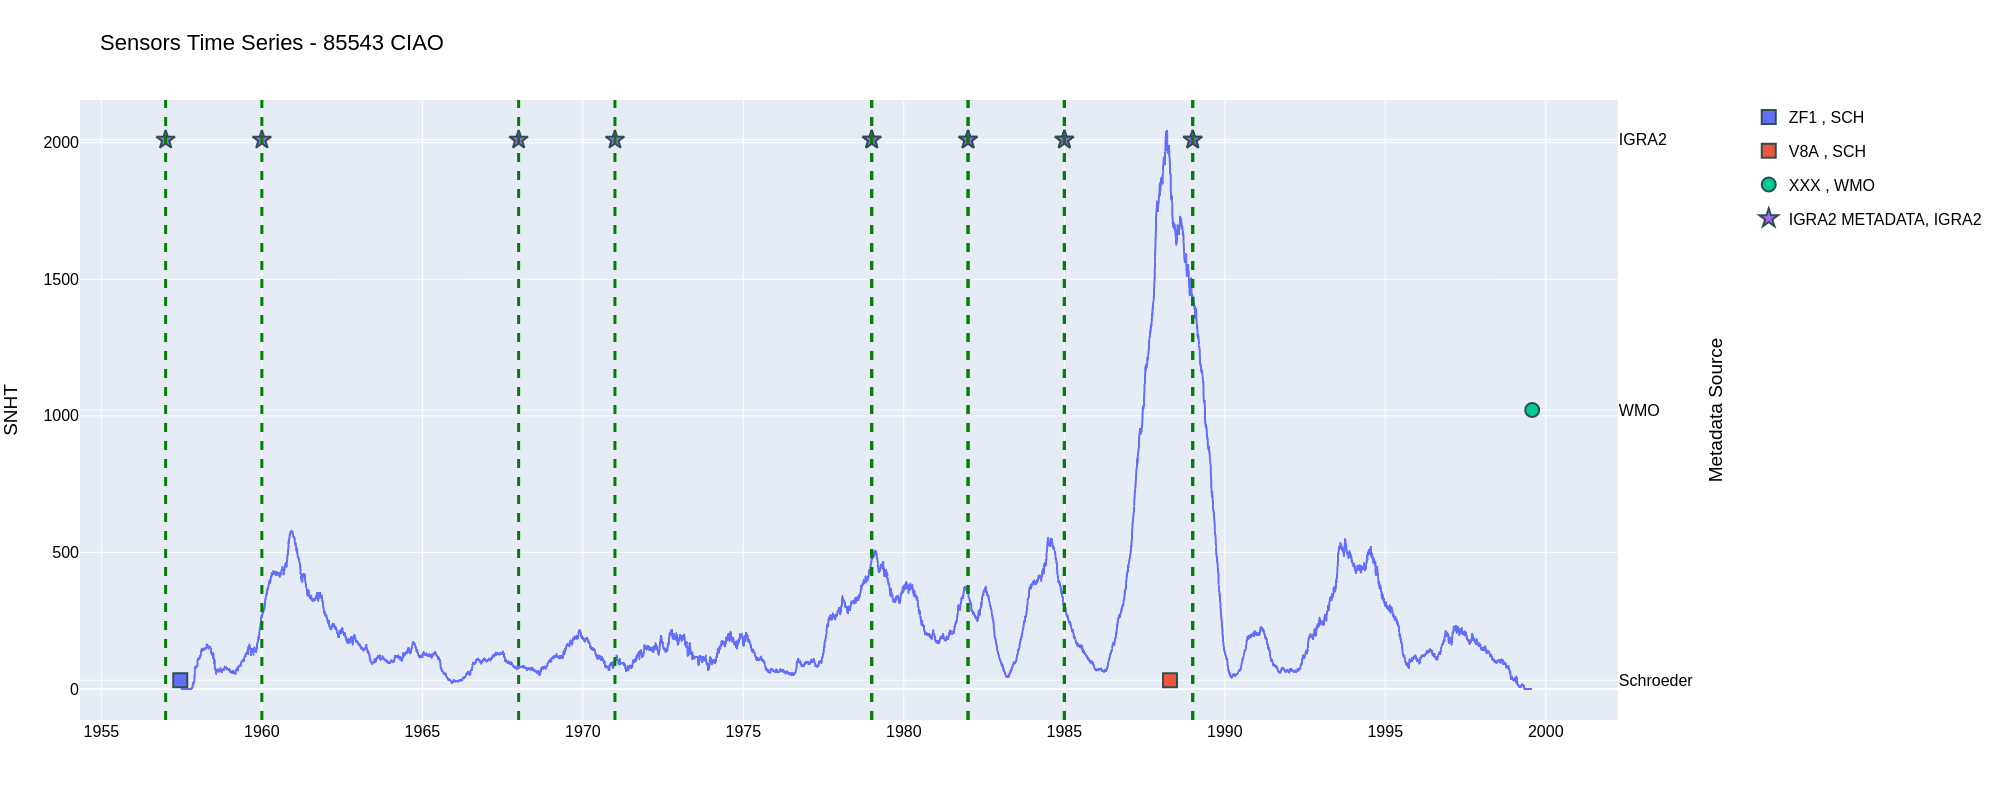 Sensors Time Series - 85543 CIAO
ZF1 , SCH
V8A , SCH
XXX , WMO
IGRA2 METADATA, IGRA2
SNHT
2000
1500
1000
500
0
IGRA2
WMO
Schroeder
Metadata Source
1955 1960 1965 1970 1975 1980 1985 1990 1995 2000